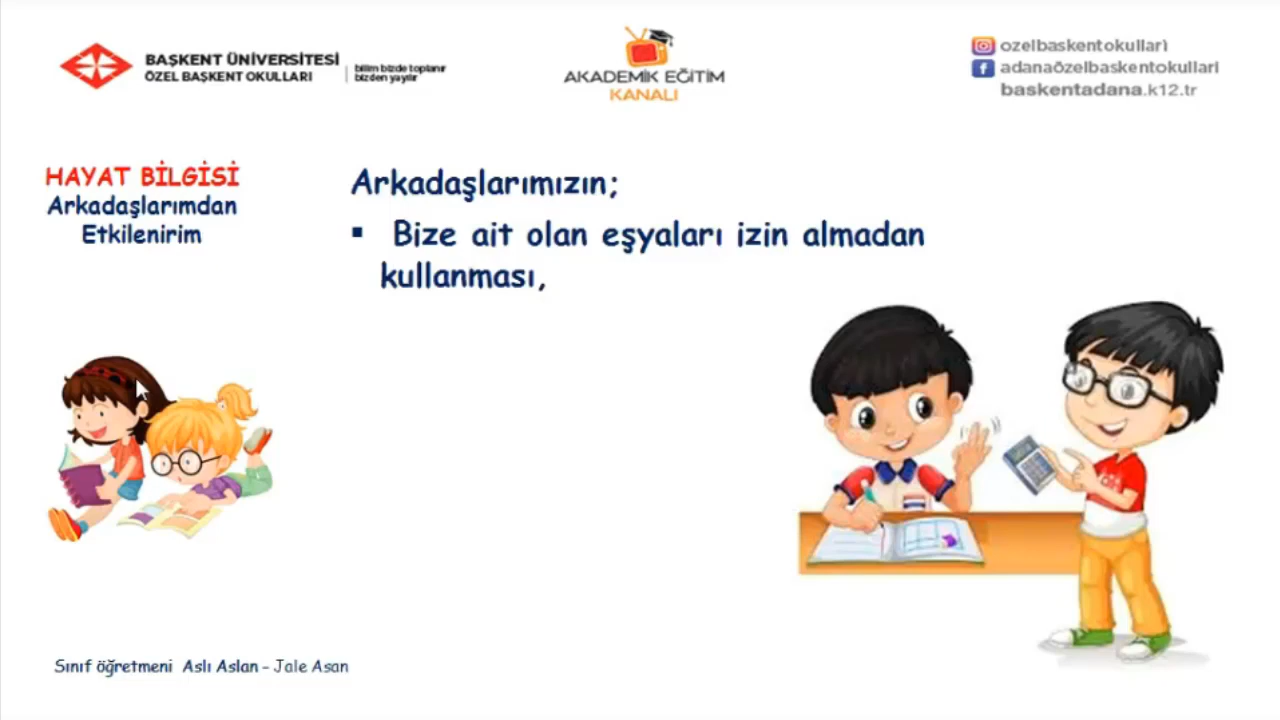 BAŞKENT ÜNİVERSİTESİ
ÖZEL BAŞKENT OKULLARI
bilim bizde toplanır
bizden yayılır
AKADEMİK EĞİTİM
KANALI
ozelbaskentokulları
adanaözelbaskentokullari
baskentadana.k12.tr
HAYAT BİLGİSİ
Arkadaşlarımdan
Etkilenirim
Arkadaşlarımızın;
▪ Bize ait olan eşyaları izin almadan
kullanması,
Sınıf öğretmeni Aslı Aslan – Jale Asan